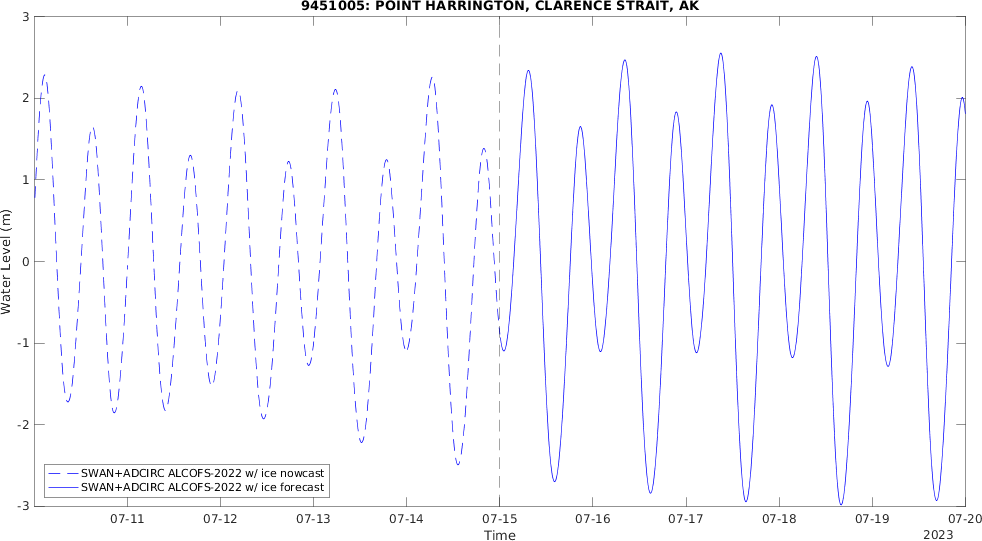 9451005: POINT HARRINGTON, CLARENCE STRAIT, AK
3
2
1
0
-1
-2
-3
Water Level (m)
SWAN+ADCIRC ALCOFS-2022 w/ ice nowcast
SWAN+ADCIRC ALCOFS-2022 w/ ice forecast
07-11 07-12 07-13 07-14 07-15 07-16 07-17 07-18 07-19 07-20
Time
2023